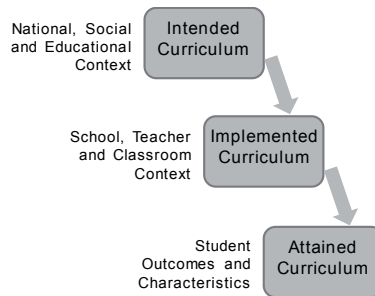 National, Social
and Educational
Context
Intended
Curriculum
School, Teacher
and Classroom
Context
Implemented
Curriculum
Student
Outcomes and
Characteristics
Attained
Curriculum